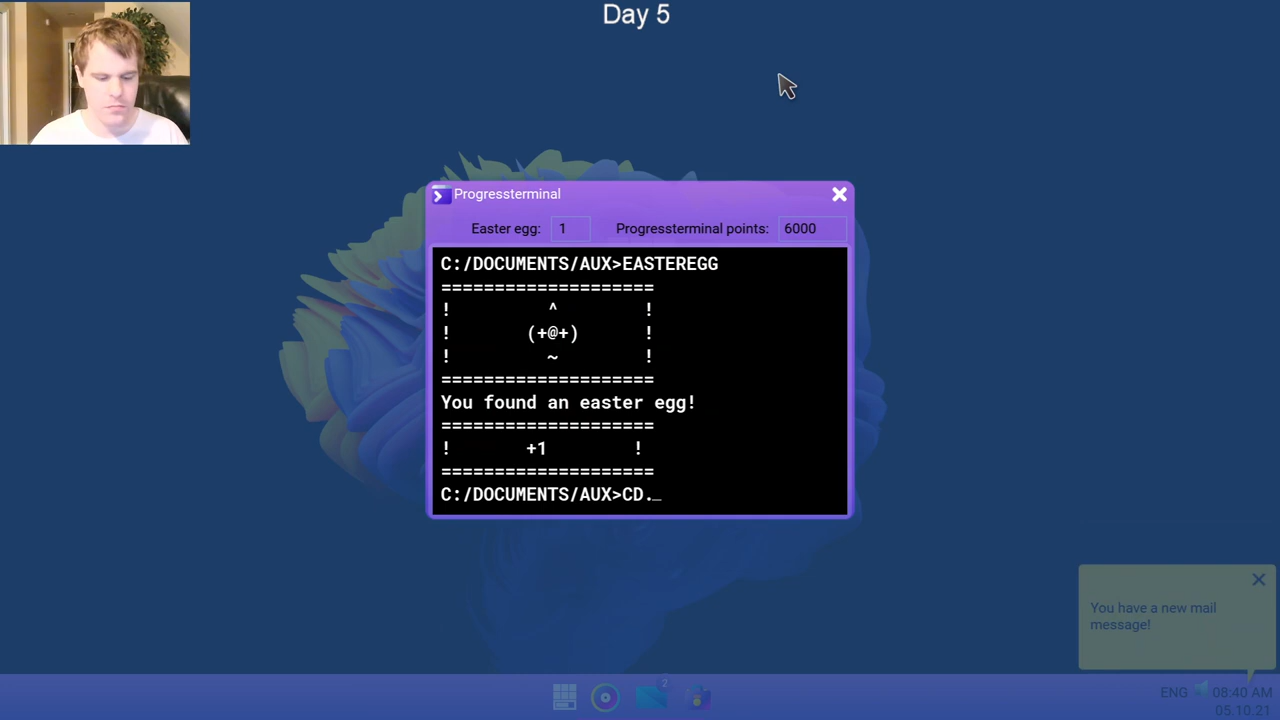 Day 5
Progressterminal
Easter egg: 1 Progressterminal points: 6000
C:/DOCUMENTS/AUX>EASTEREGG
====================
! ^ !
! (+@+) !
! ~ !
====================
You found an easter egg!
====================
! +1 !
====================
C:/DOCUMENTS/AUX>CD._
You have a new mail
message!
2
ENG 08:40 AM
05.10.21